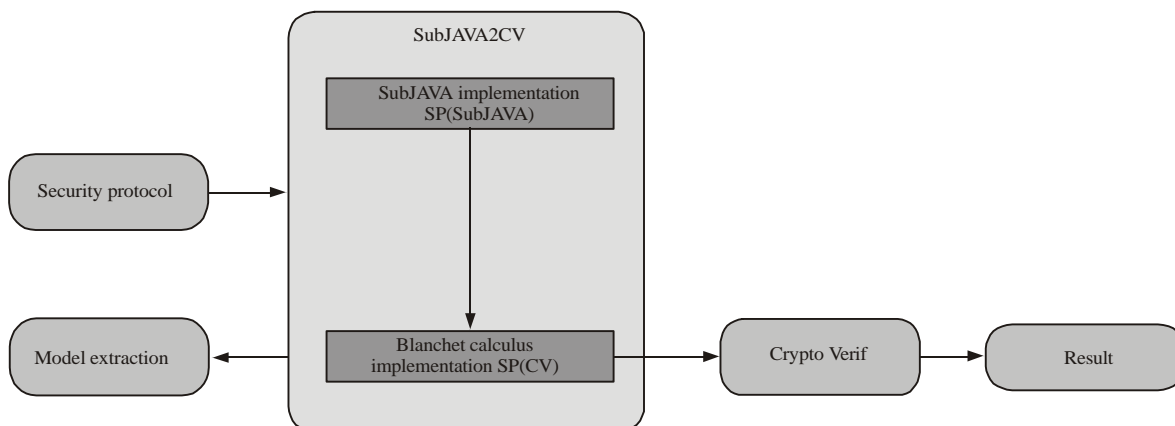 SubJAVA2CV
SubJAVA implementation
SP(SubJAVA)
Security protocol
Model extraction
Blanchet calculus
implementation SP(CV)
Crypto Verif
Result